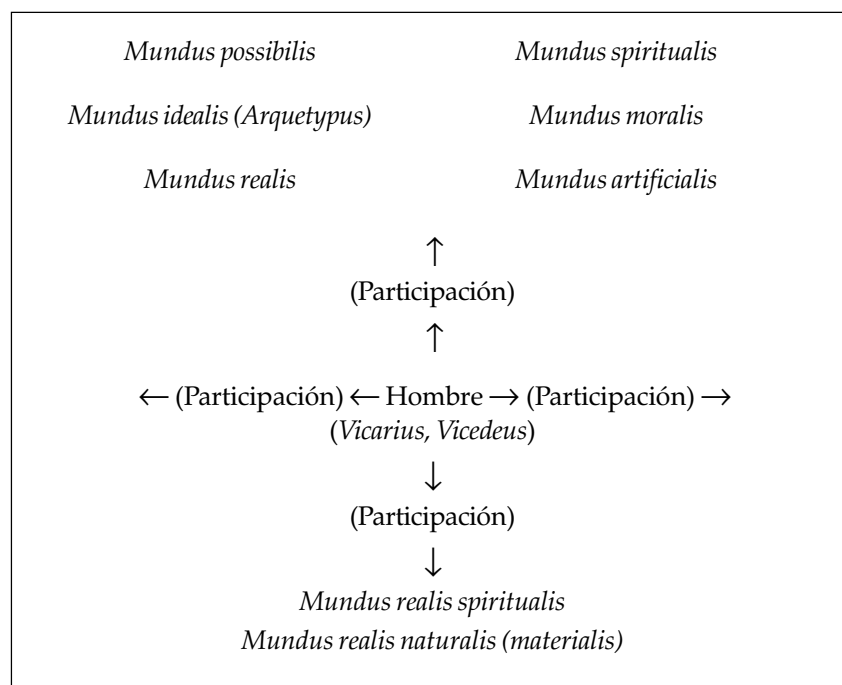 Mundus possibilis Mundus spiritualis
Mundus idealis (Arquetypus) Mundus moralis
Mundus realis Mundus artificialis
↑
(Participación)
↑
← (Participación) ← Hombre → (Participación) →
(Vicarius, Vicedeus)
↓
(Participación)
↓
Mundus realis spiritualis
Mundus realis naturalis (materialis)